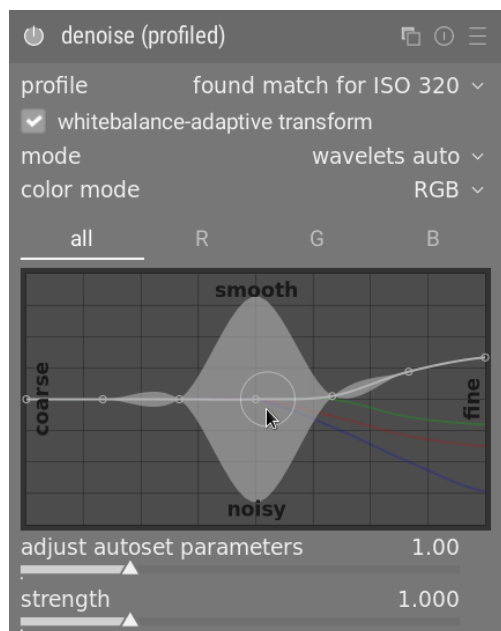 denoise (profiled)
profile found match for ISO 320
whitebalance-adaptive transform
mode wavelets auto
color mode RGB
all R G B
smooth
coarse
fine
noisy
adjust autoset parameters 1.00
strength 1.000